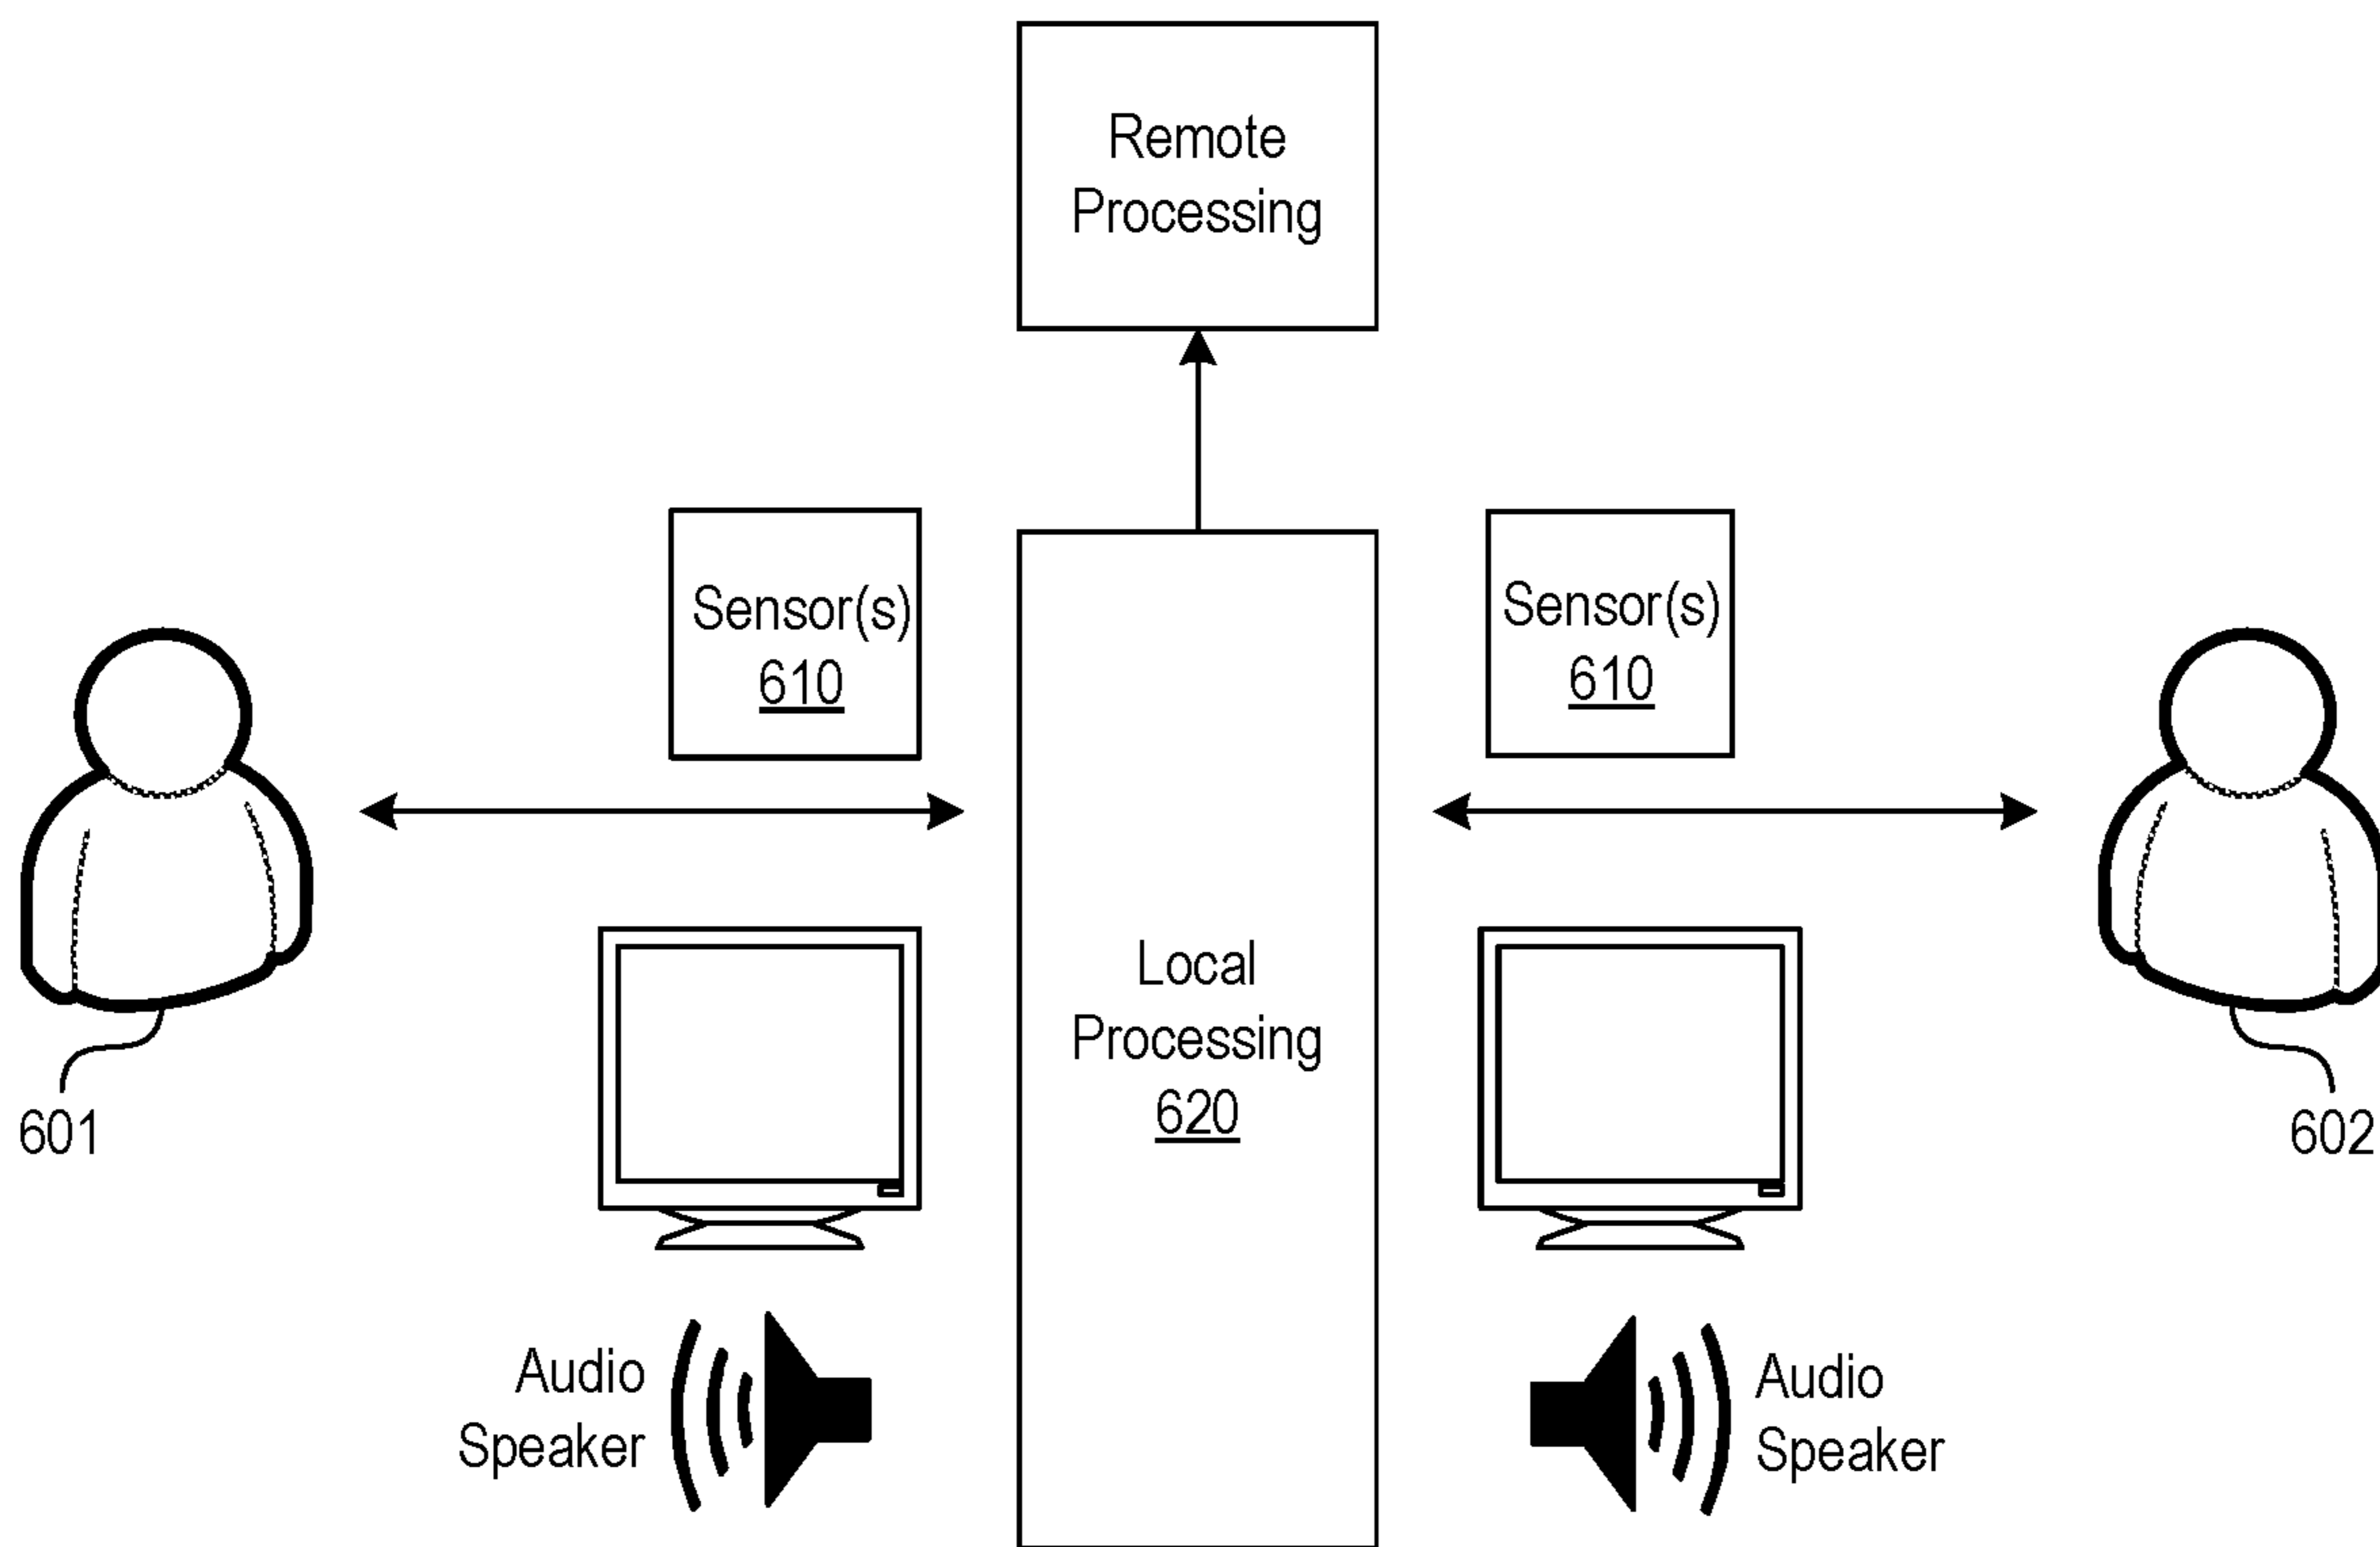 Remote
Processing
Sensor(s)
610
Sensor(s)
610
Local
Processing
620
601
602
Audio
Speaker
Audio
Speaker